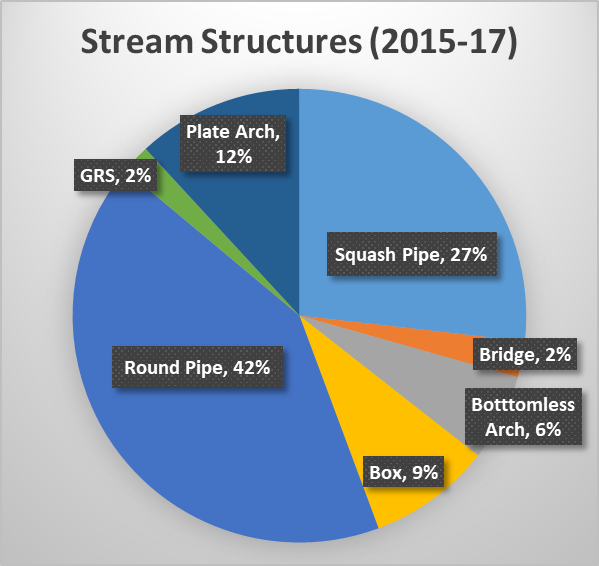 Stream Structures (2015-17)
Plate Arch,
12%
GRS, 2%
Squash Pipe, 27%
Bridge, 2%
Round Pipe, 42%
Botttomless
Arch, 6%
Box, 9%